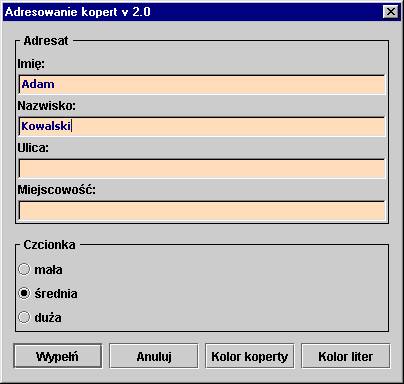 Adresowanie kopert v 2.0
Adresat
Imię:
Adam
Nazwisko:
Kowalski
Ulica:
Miejscowość:
Czcionka
mała
średnia
duża
Wypełń Anuluj Kolor koperty Kolor liter